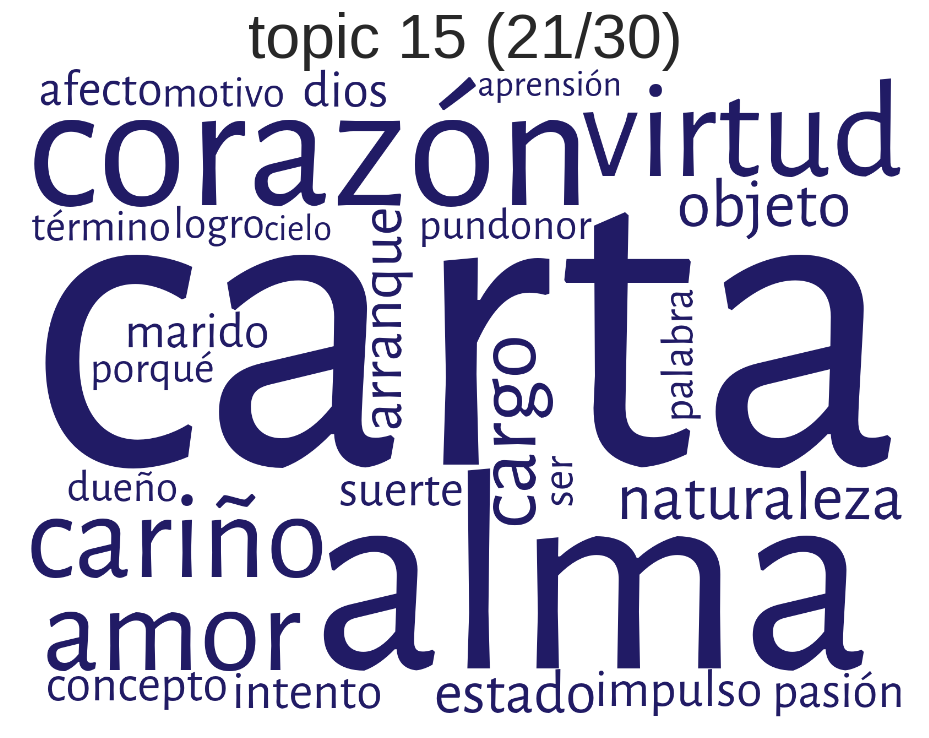 topic 15 (21/30)
afecto motivo dios aprensión
corazón virtud
término logro cielo pundonor objeto
carta
arranque
marido
porqué
cargo
palabra
dueño suerte ser naturaleza
cariño alma
amor
concepto intento estado impulso pasión